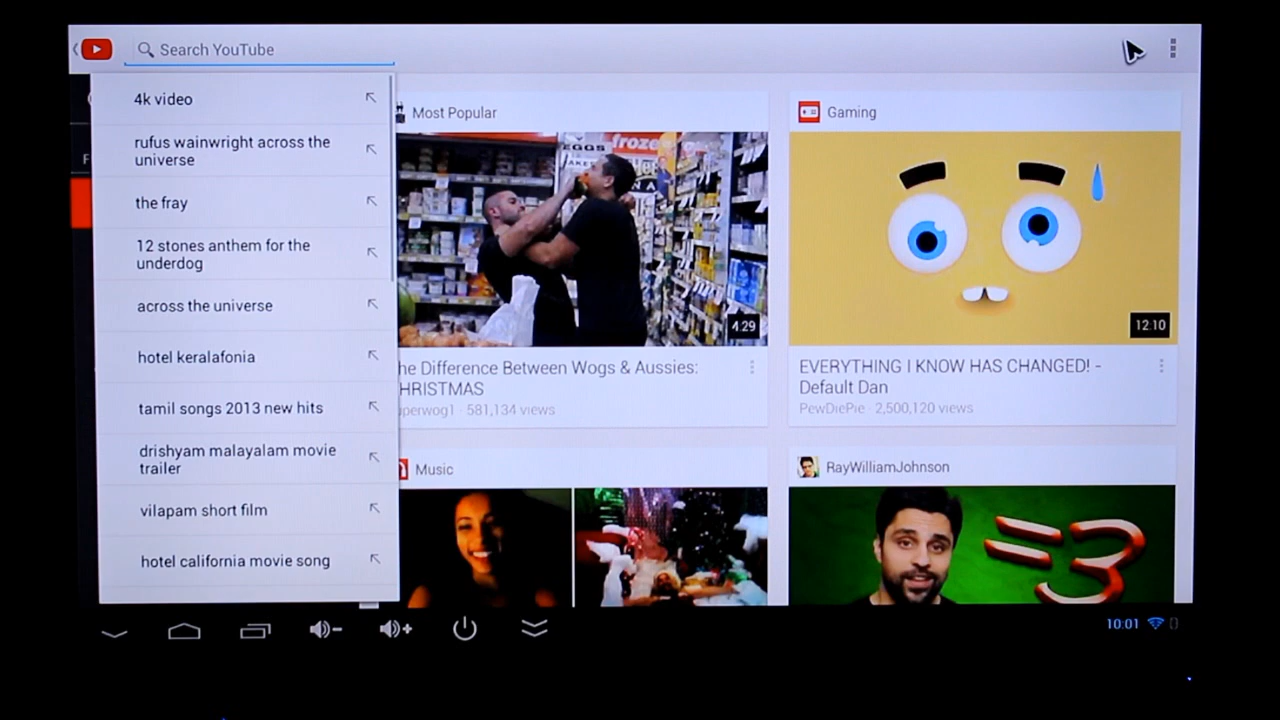 Search YouTube
4k video
rufus wainwright across the
universe
the fray
12 stones anthem for the
underdog
across the universe
hotel keralafonia
tamil songs 2013 new hits
drishyam malayalam movie
trailer
vilapam short film
hotel california movie song
Most Popular
EGGS
froze
4:29
he Difference Between Wogs & Aussies:
HRISTMAS
uperwog1 · 581,134 views
Gaming
12:10
EVERYTHING I KNOW HAS CHANGED! -
Default Dan
PewDiePie · 2,500,120 views
Music
RayWilliamJohnson
=3
10:01